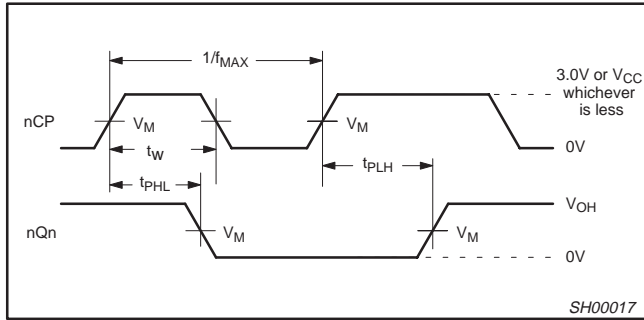 1/fMAX
3.0V or VCC
whichever
is less
nCP
VM
VM
tW
0V
tPHL
tPLH
VOH
nQn
VM
VM
0V
SH00017